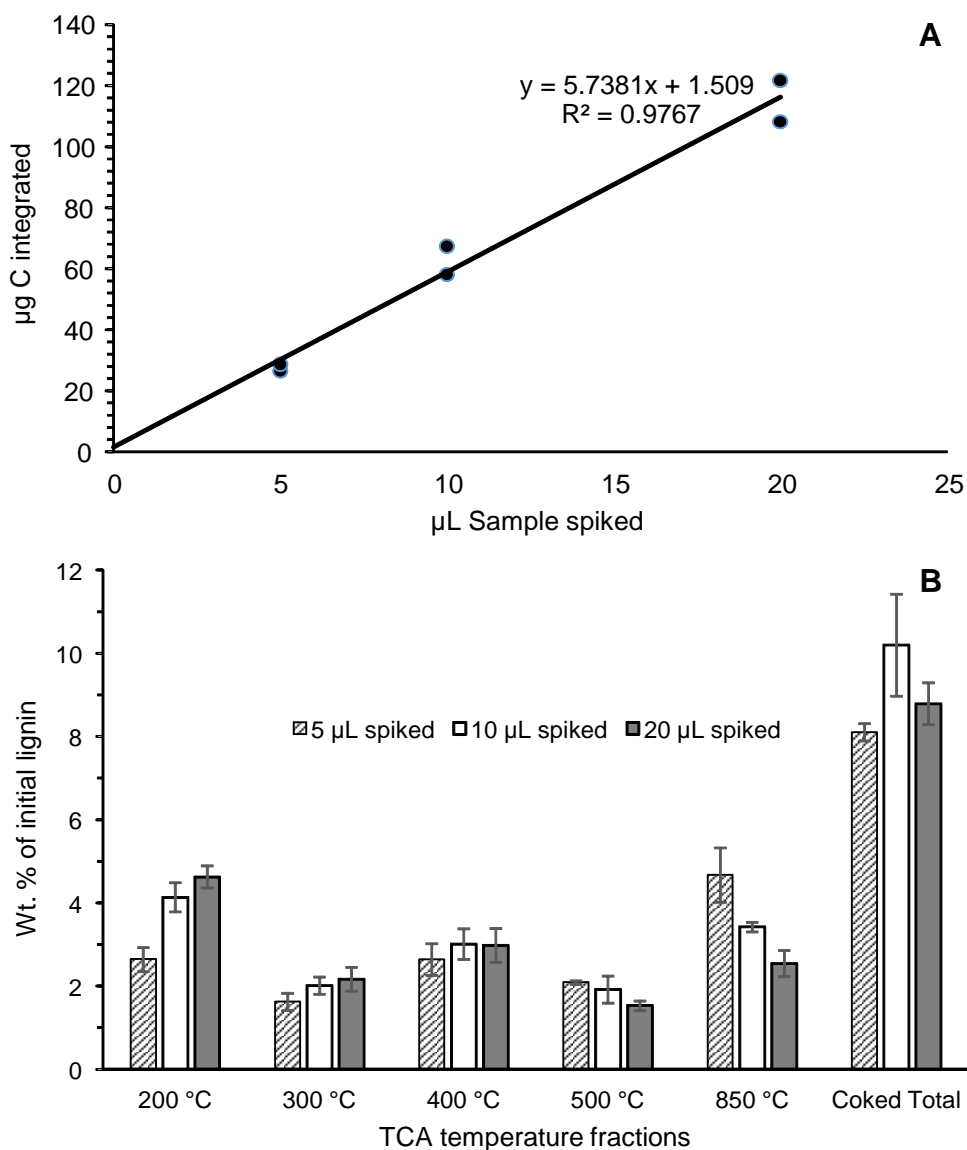 A
y = 5.7381x + 1.509
R² = 0.9767
140
120
100
80
60
40
20
0
µg C integrated
0 5 10 15 20 25
µL Sample spiked
B
12
10
8
6
4
2
0
Wt. % of initial lignin
5 µL spiked 10 µL spiked 20 µL spiked
200 °C 300 °C 400 °C 500 °C 850 °C Coked Total
TCA temperature fractions